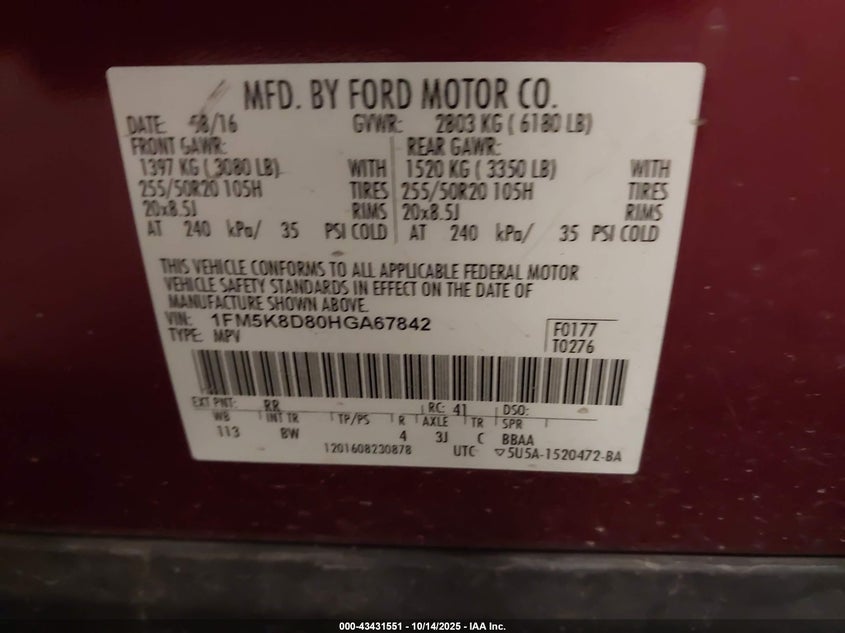 MFD. BY FORD MOTOR CO.
DATE: 08/16 GVWR: 2803 KG ( 6180 LB)
FRONT GAWR: REAR GAWR:
1397 KG ( 3080 LB) WITH 1520 KG ( 3350 LB) WITH
255/50R20 105H TIRES 255/50R20 105H TIRES
20x8.5J RIMS 20x8.5J RIMS
AT 240 kPa/ 35 PSI COLD AT 240 kPa/ 35 PSI COLD
THIS VEHICLE CONFORMS TO ALL APPLICABLE FEDERAL MOTOR
VEHICLE SAFETY STANDARDS IN EFFECT ON THE DATE OF
MANUFACTURE SHOWN ABOVE.
VIN: 1FM5K8D80HGA67842 F0177
TYPE: MPV T0276
EXT PNT: RR RC: 41 DSO:
WB INT TR TP/PS R AXLE TR SPR
113 BW 4 3J C BBAA
1201608230878 UTC ▽5U5A-1520472-BA
000-43431551 | 10/14/2025 | IAA Inc.